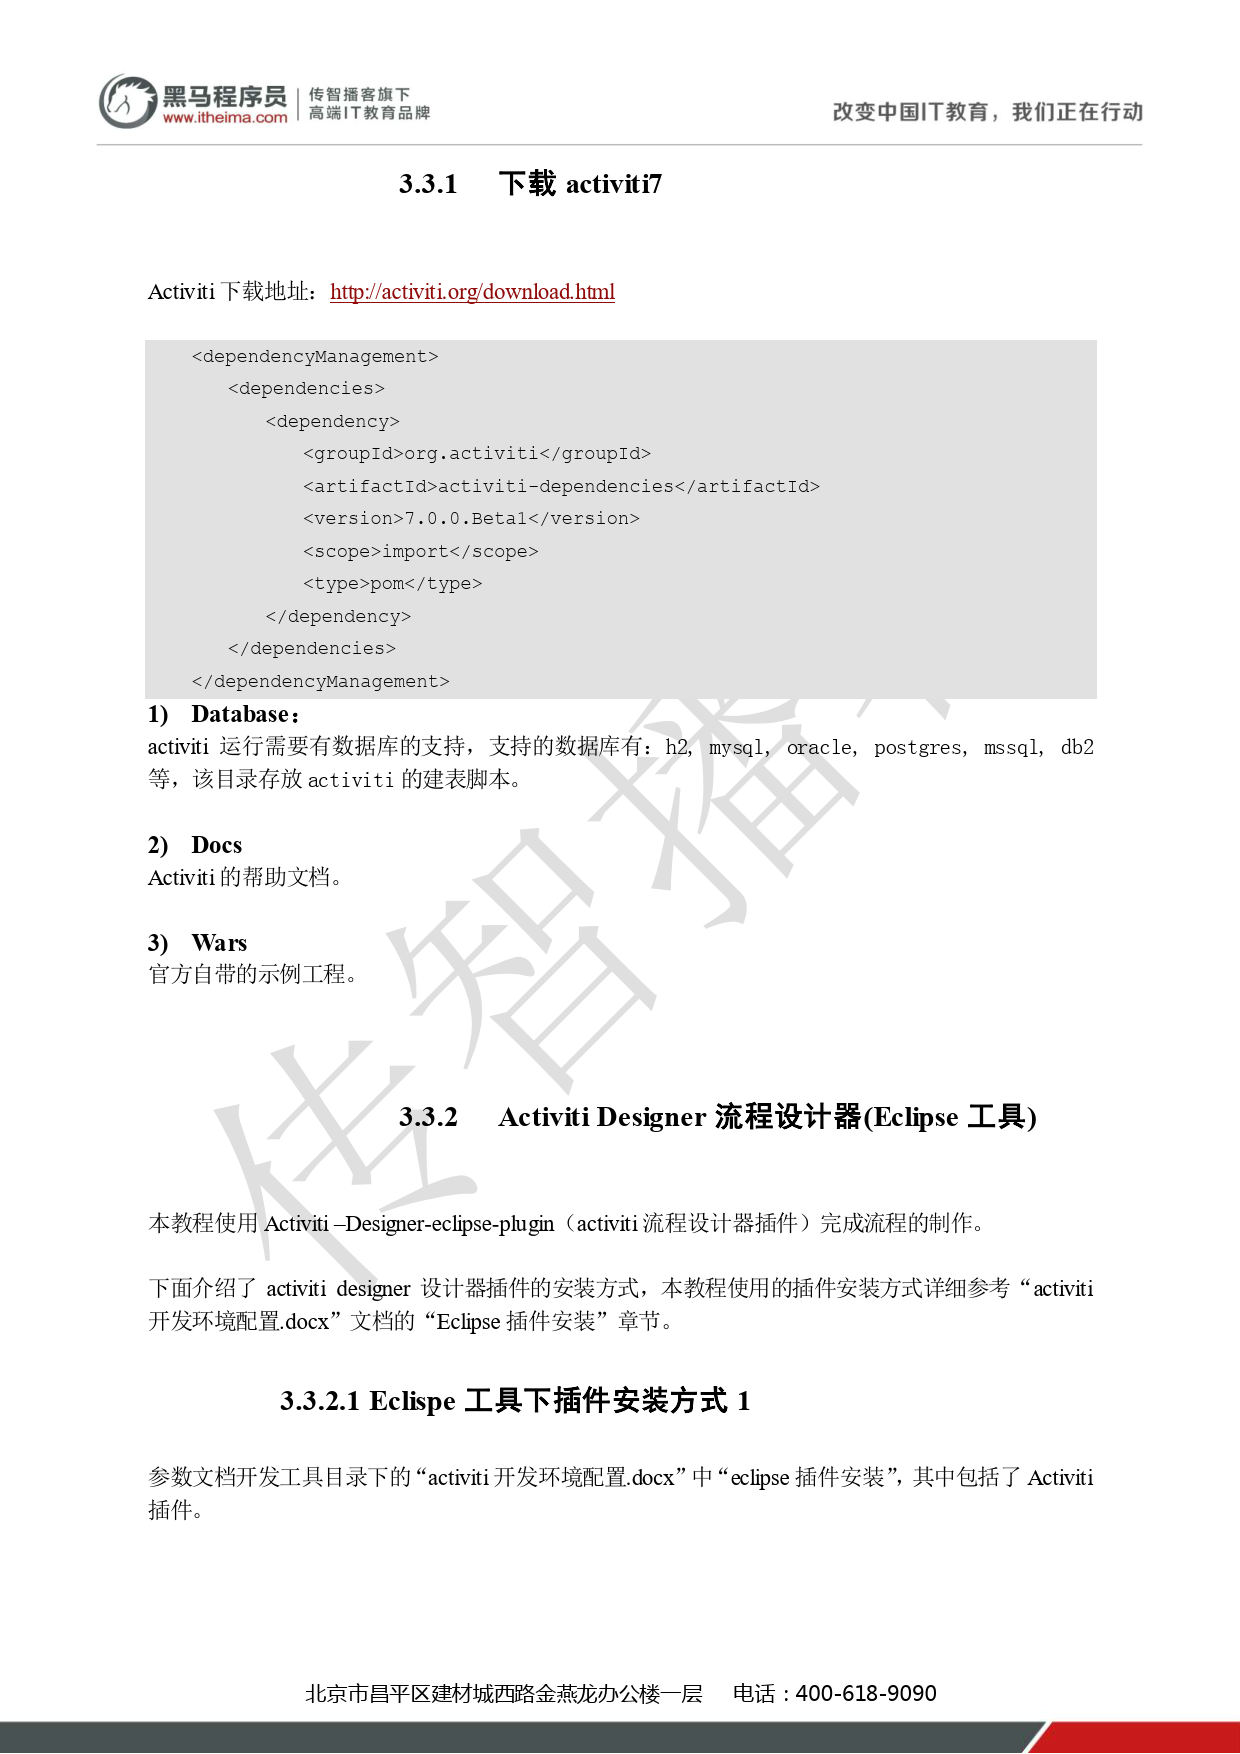 黑马程序员
www.itheima.com
传智播客旗下
高端IT教育品牌
改变中国IT教育，我们正在行动
3.3.1 下载 activiti7
Activiti 下载地址：http://activiti.org/download.html
<dependencyManagement>
<dependencies>
<dependency>
<groupId>org.activiti</groupId>
<artifactId>activiti-dependencies</artifactId>
<version>7.0.0.Beta1</version>
<scope>import</scope>
<type>pom</type>
</dependency>
</dependencies>
</dependencyManagement>
1) Database：
activiti 运行需要有数据库的支持，支持的数据库有：h2, mysql, oracle, postgres, mssql, db2
等，该目录存放 activiti 的建表脚本。
2) Docs
Activiti 的帮助文档。
3) Wars
官方自带的示例工程。
3.3.2 Activiti Designer 流程设计器(Eclipse 工具)
本教程使用 Activiti –Designer-eclipse-plugin（activiti 流程设计器插件）完成流程的制作。
下面介绍了 activiti designer 设计器插件的安装方式，本教程使用的插件安装方式详细参考“activiti
开发环境配置.docx”文档的“Eclipse 插件安装”章节。
3.3.2.1 Eclispe 工具下插件安装方式 1
参数文档开发工具目录下的“activiti 开发环境配置.docx”中“eclipse 插件安装”，其中包括了 Activiti
插件。
传智播
北京市昌平区建材城西路金燕龙办公楼一层 电话：400-618-9090